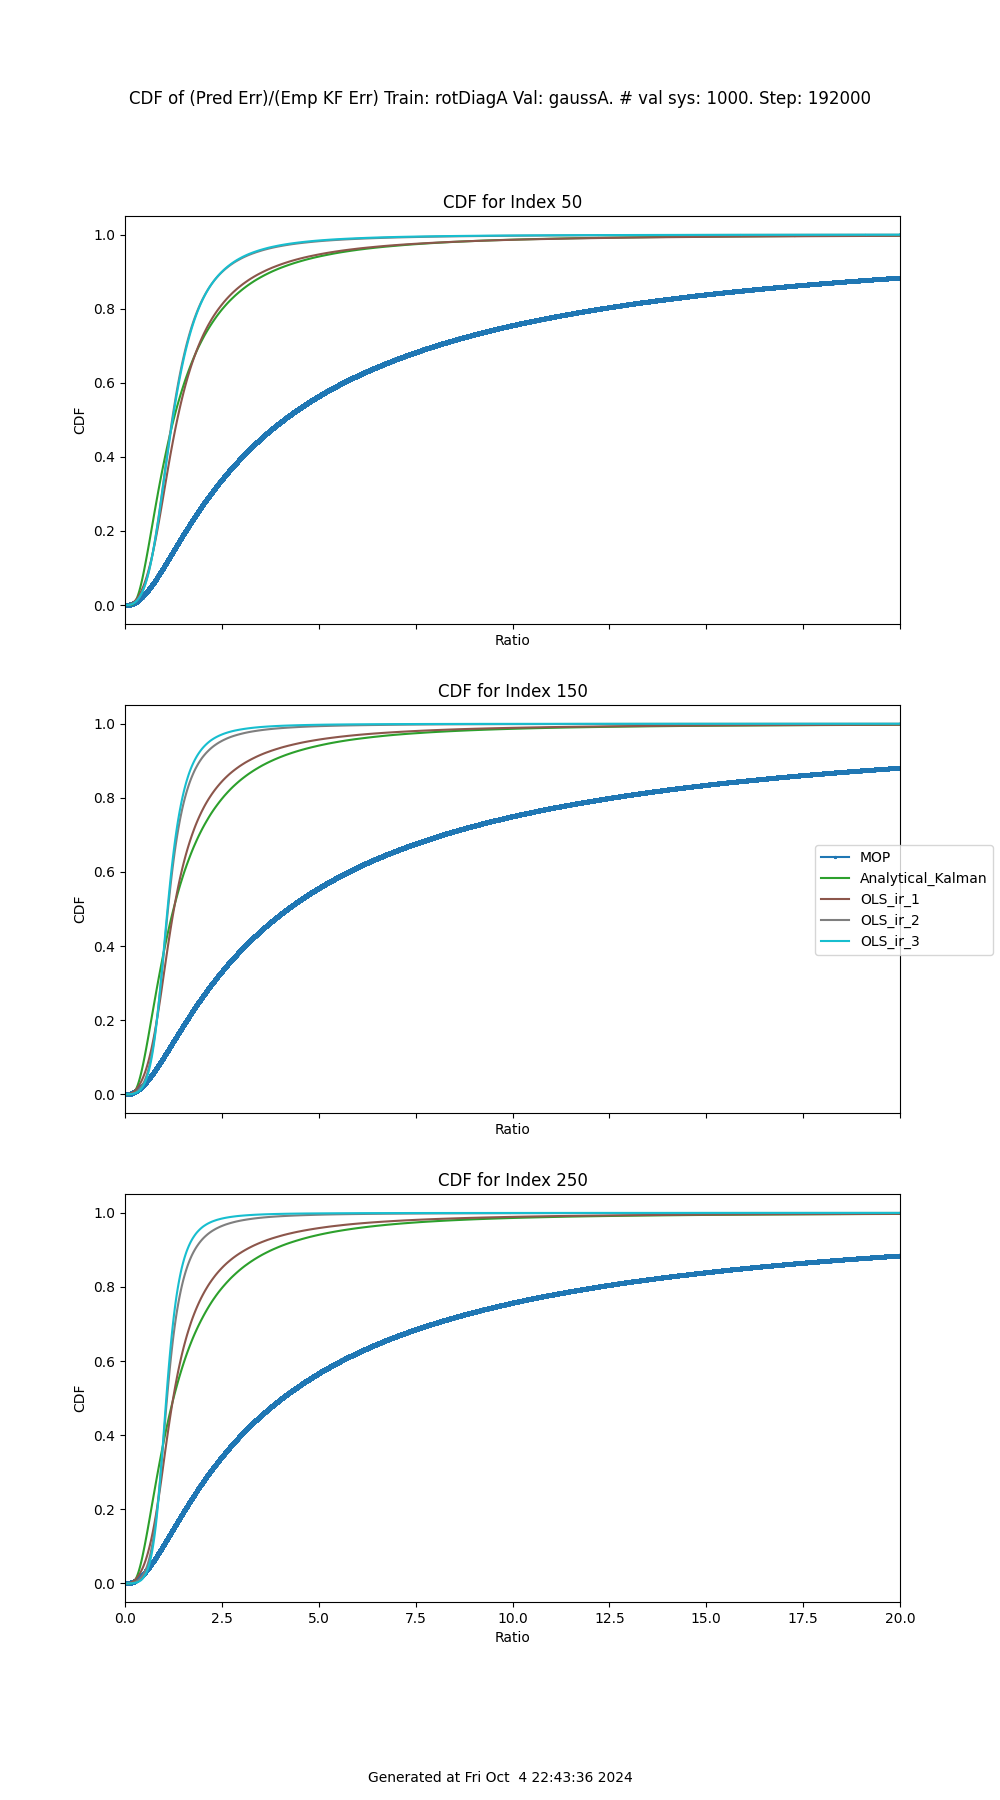 CDF of (Pred Err)/(Emp KF Err) Train: rotDiagA Val: gaussA. # val sys: 1000. Step: 192000
CDF for Index 50
1.0
0.8
0.6
0.4
0.2
0.0
CDF
Ratio
CDF for Index 150
1.0
0.8
0.6
0.4
0.2
0.0
CDF
Ratio
MOP
Analytical_Kalman
OLS_ir_1
OLS_ir_2
OLS_ir_3
CDF for Index 250
1.0
0.8
0.6
0.4
0.2
0.0
CDF
0.0 2.5 5.0 7.5 10.0 12.5 15.0 17.5 20.0
Ratio
Generated at Fri Oct  4 22:43:36 2024